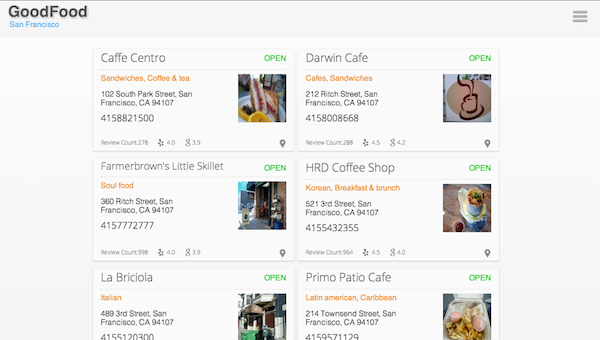 GoodFood
San Francisco
Caffe Centro
OPEN
Sandwiches, Coffee & tea
102 South Park Street, San
Francisco, CA 94107
4158821500
Review Count:278 4.0 3.9
Darwin Cafe
OPEN
Cafes, Sandwiches
212 Ritch Street, San
Francisco, CA 94107
4158008668
Review Count:288 4.5 4.2
Farmerbrown's Little Skillet
OPEN
Soul food
360 Ritch Street, San
Francisco, CA 94107
4157772777
Review Count:998 4.0 3.9
HRD Coffee Shop
OPEN
Korean, Breakfast & brunch
521 3rd Street, San
Francisco, CA 94107
4155432355
Review Count:964 4.5 4.0
La Briciola
OPEN
Italian
489 3rd Street, San
Francisco, CA 94107
4155120300
Primo Patio Cafe
OPEN
Latin american, Caribbean
214 Townsend Street, San
Francisco, CA 94107
4159571129